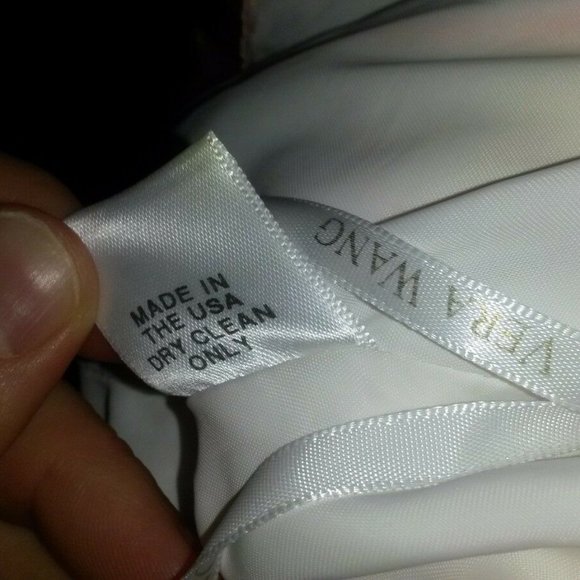 MADE IN
THE USA
DRY CLEAN
ONLY
VERA WANG